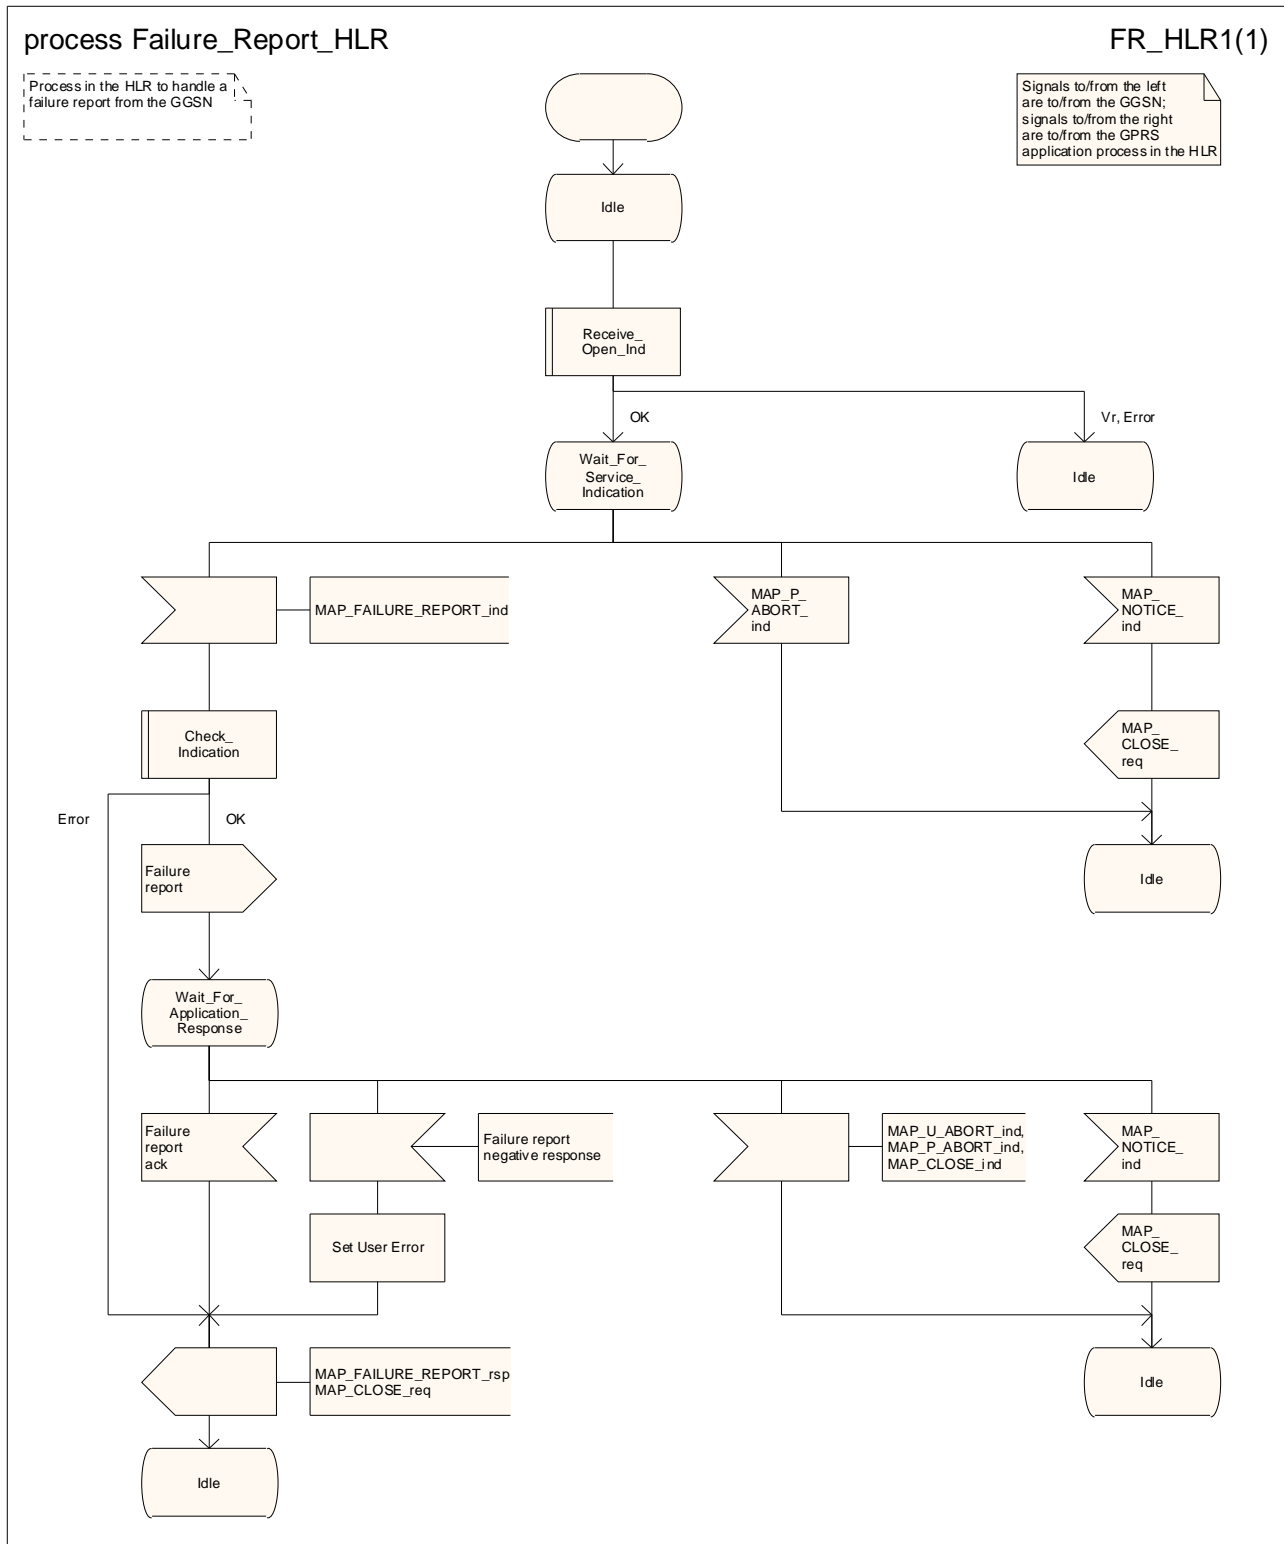 process Failure_Report_HLR
FR_HLR1(1)
Process in the HLR to handle a
failure report from the GGSN
Signals to/from the left
are to/from the GGSN;
signals to/from the right
are to/from the GPRS
application process in the HLR
Idle
Receive_
Open_Ind
OK
Vr, Error
Wait_For_
Service_
Indication
Idle
MAP_FAILURE_REPORT_ind
MAP_P_
ABORT_
ind
MAP_
NOTICE_
ind
Check_
Indication
MAP_
CLOSE_
req
Error
OK
Failure
report
Idle
Wait_For_
Application_
Response
Failure
report
ack
Failure report
negative response
MAP_U_ABORT_ind,
MAP_P_ABORT_ind,
MAP_CLOSE_ind
MAP_
NOTICE_
ind
Set User Error
MAP_
CLOSE_
req
MAP_FAILURE_REPORT_rsp
MAP_CLOSE_req
Idle
Idle